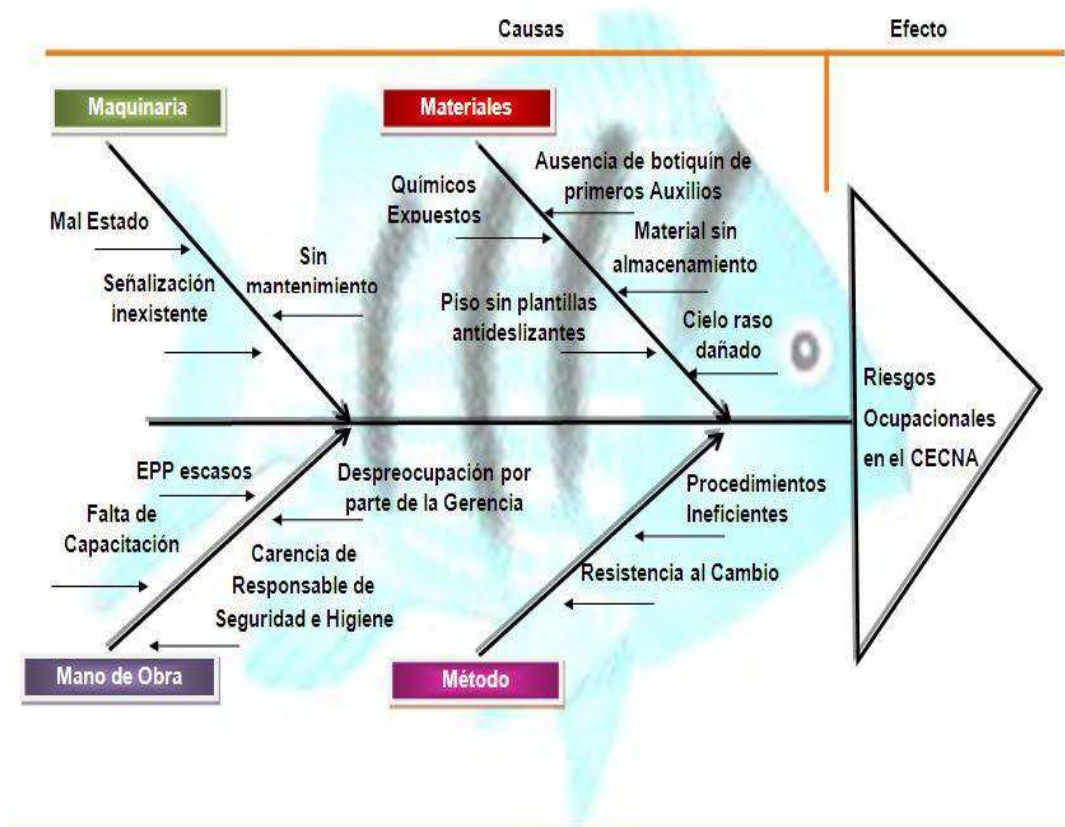 Causas
Efecto
Maquinaria
Materiales
Mal Estado
Señalización
inexistente
Sin
mantenimiento
Químicos
Expuestos
Ausencia de botiquín de
primeros Auxilios
Material sin
almacenamiento
Piso sin plantillas
antideslizantes
Cielo raso
dañado
Riesgos
Ocupacionales
en el CECNA
EPP escasos
Despreocupación por
parte de la Gerencia
Falta de
Capacitación
Carencia de
Responsable de
Seguridad e Higiene
Procedimientos
Ineficientes
Resistencia al Cambio
Mano de Obra
Método